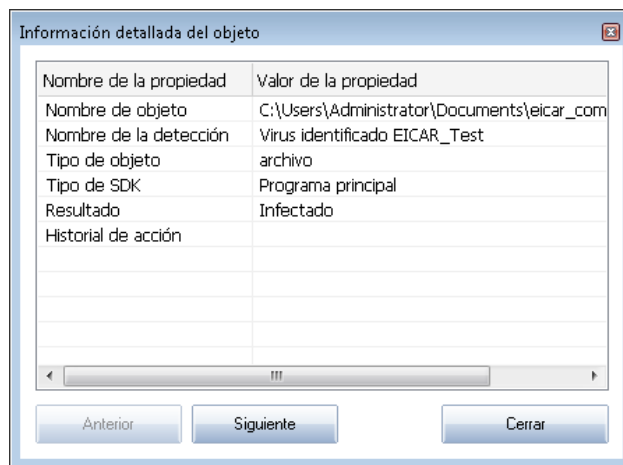 Información detallada del objeto
Nombre de la propiedad Valor de la propiedad
Nombre de objeto C:\Users\Administrator\Documents\eicar_com
Nombre de la detección Virus identificado EICAR_Test
Tipo de objeto archivo
Tipo de SDK Programa principal
Resultado Infectado
Historial de acción
Anterior Siguiente Cerrar